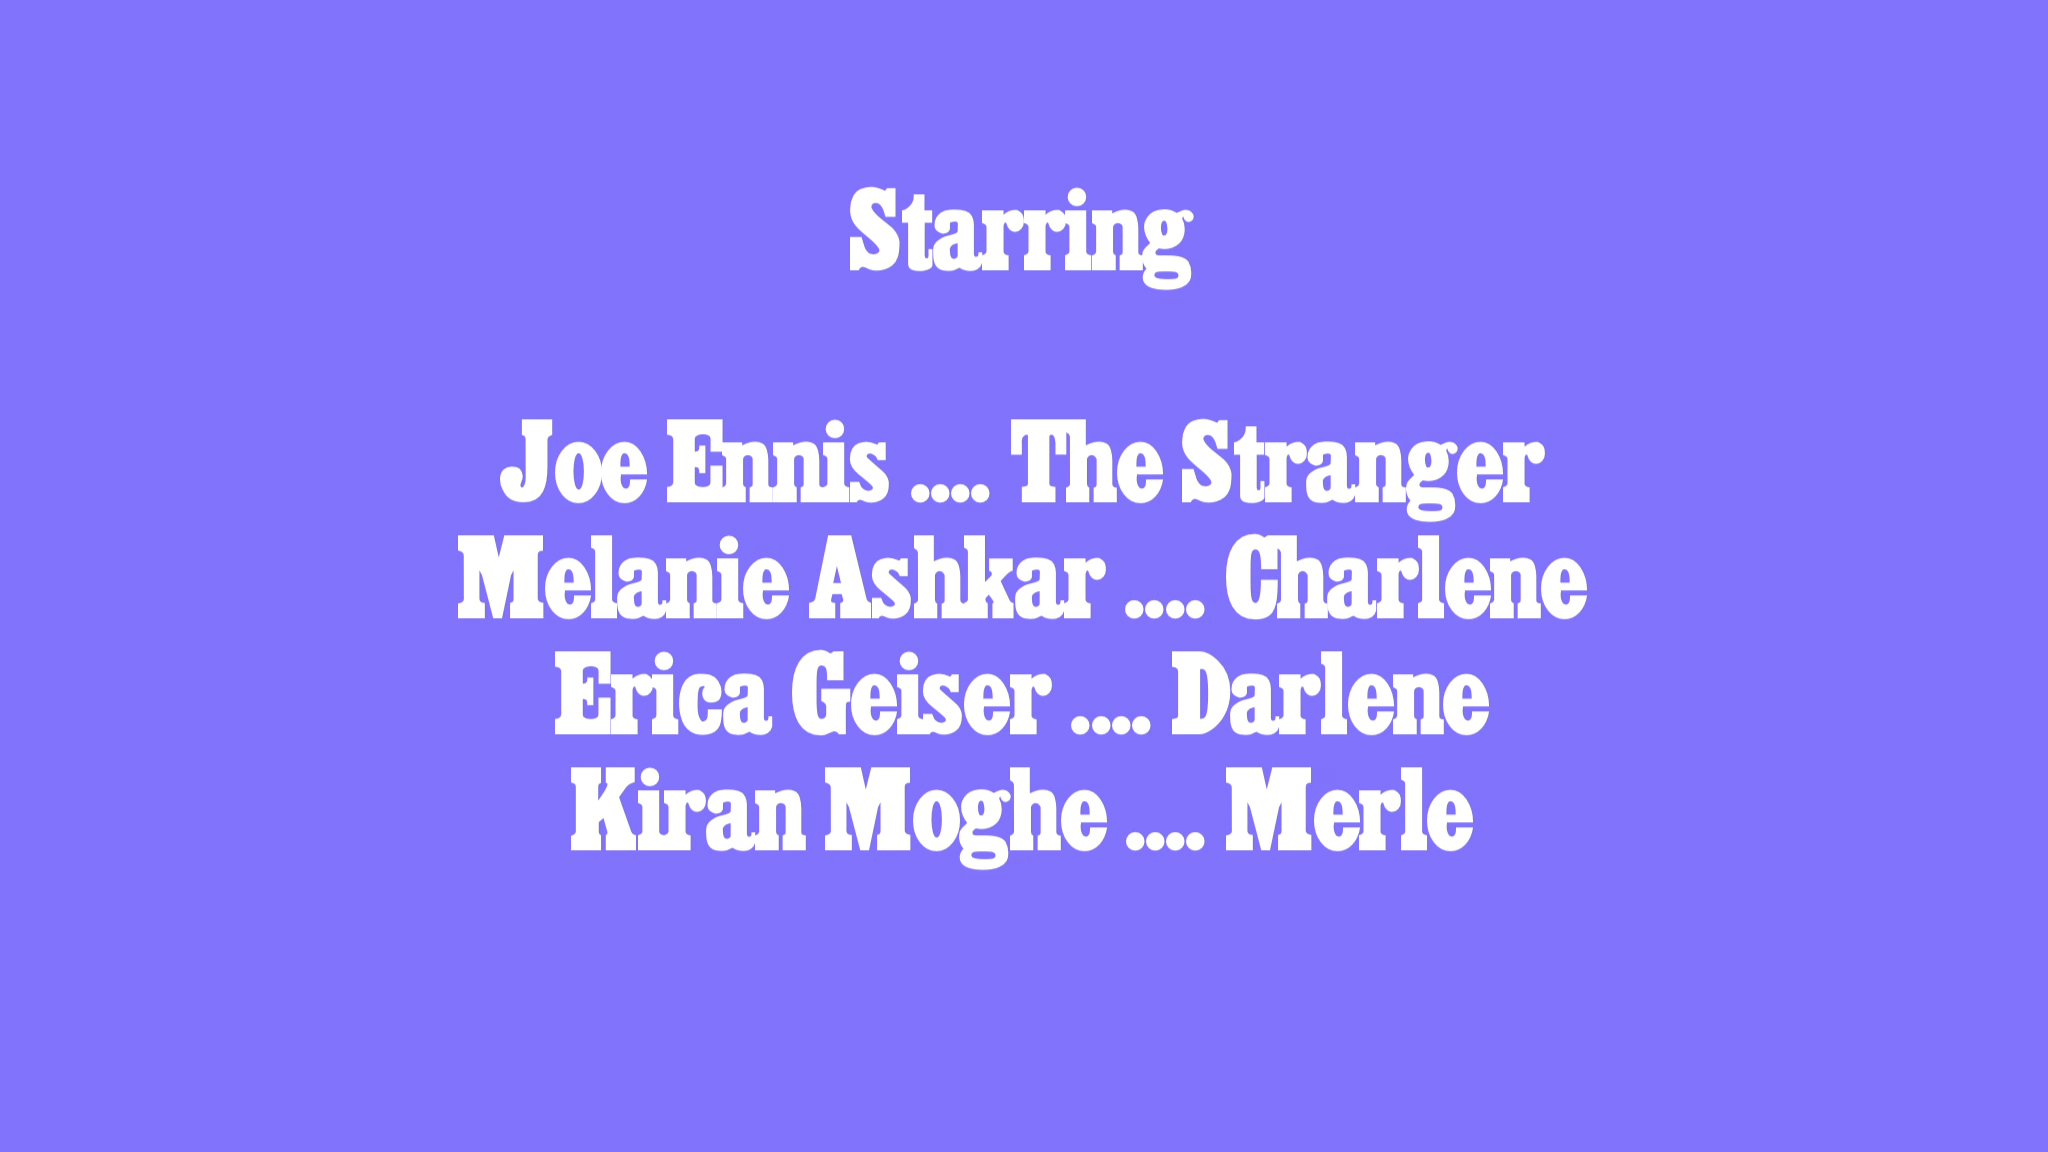 Starring
Joe Ennis .... The Stranger
Melanie Ashkar .... Charlene
Erica Geiser .... Darlene
Kiran Moghe .... Merle